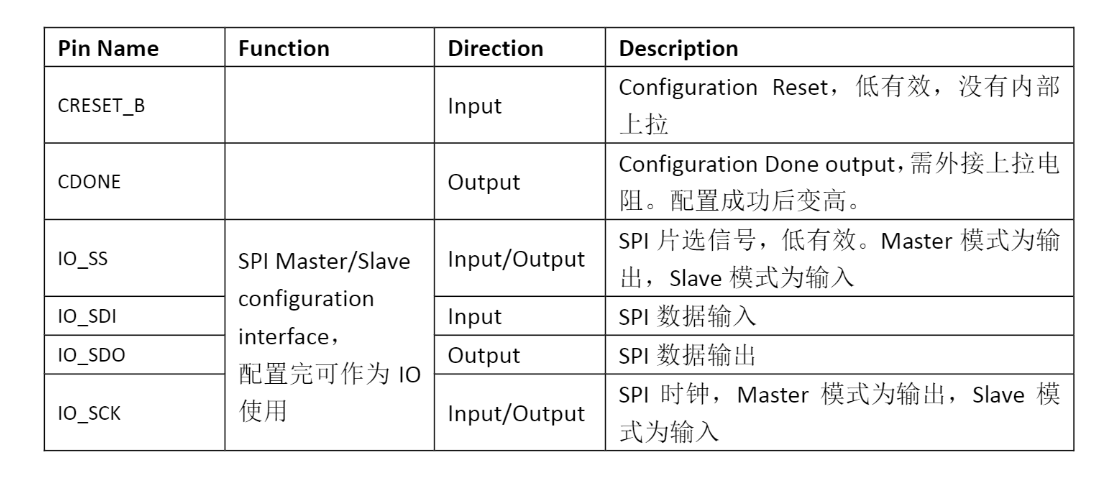 Pin Name Function Direction Description
CRESET_B Input Configuration Reset，低有效，没有内部
上拉
CDONE Output Configuration Done output，需外接上拉电
阻。配置成功后变高。
IO_SS SPI Master/Slave
configuration
interface，
配置完可作为 IO
使用 Input/Output SPI 片选信号，低有效。Master 模式为输
出，Slave 模式为输入
IO_SDI Input SPI 数据输入
IO_SDO Output SPI 数据输出
IO_SCK Input/Output SPI 时钟，Master 模式为输出，Slave 模
式为输入